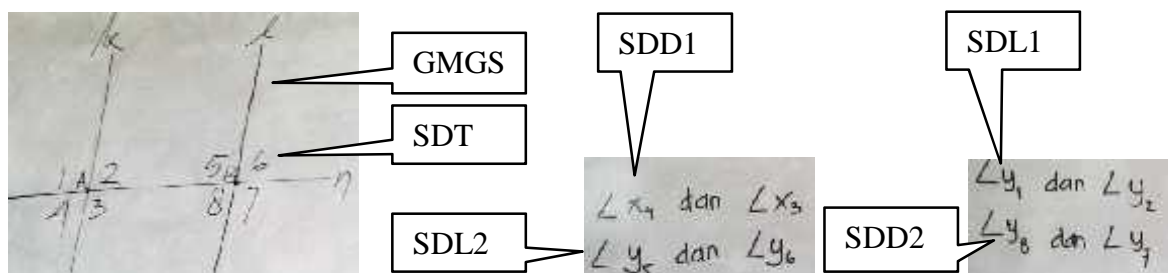 k
l
GMGS
SDT
1 A 2
4 3
5 B 6
8 7
n
SDD1
∠x₄ dan ∠x₃
∠y₅ dan ∠y₆
SDL2
SDL1
∠y₁ dan ∠y₂
∠y₈ dan ∠y₇
SDD2